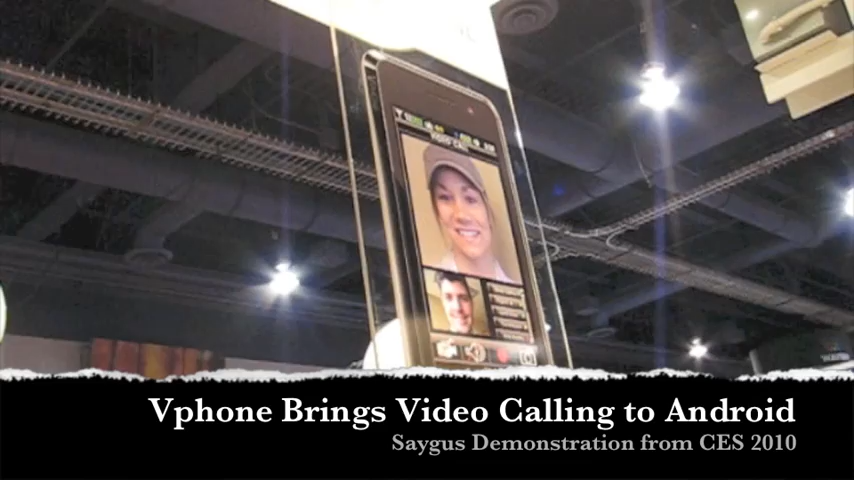 Vphone Brings Video Calling to Android
Saygus Demonstration from CES 2010